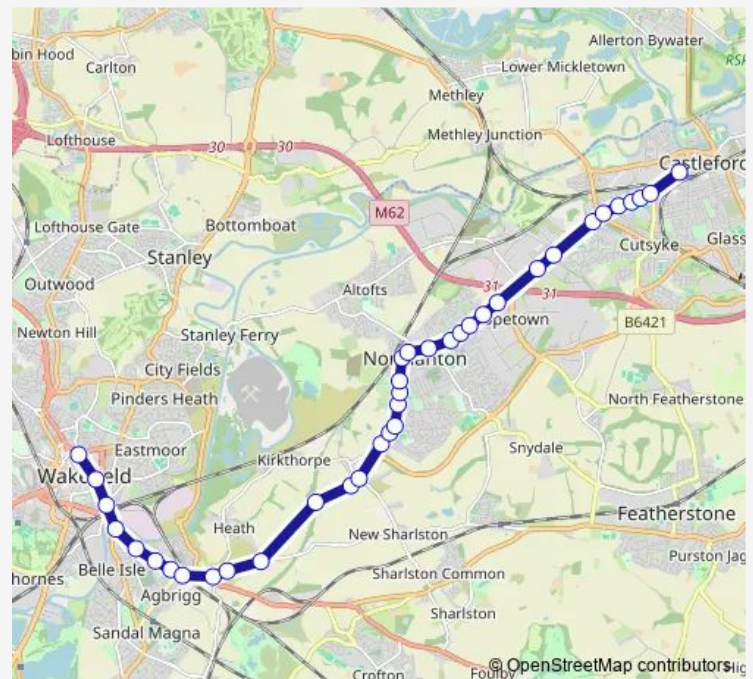 Allerton Bywater
bin Hood
Carlton
Lower Mickletown
Methley
Lofthouse
30
30
Methley Junction
Castleford
M62
Lofthouse Gate
Bottomboat
Cutsyke
Glass
Stanley
Outwood
Altofts
31
31
Newton Hill
Stanley Ferry
B6421
City Fields
Pinders Heath
North Featherstone
Eastmoor
Kirkthorpe
Snydale
Heath
New Sharlston
Featherstone
Belle Isle
Sharlston Common
Purston Jag
hornes
Agbrigg
Sharlston
Sandal Magna
Crofton
Foulby
© OpenStreetMap contributors